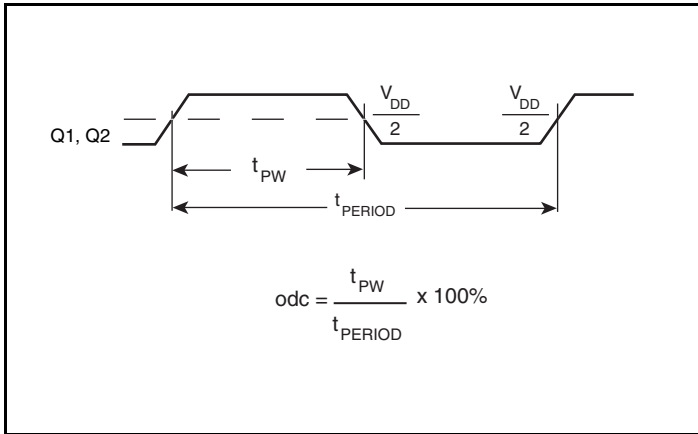 V_DD / 2
V_DD / 2
Q1, Q2
t_PW
t_PERIOD
odc = t_PW / t_PERIOD x 100%